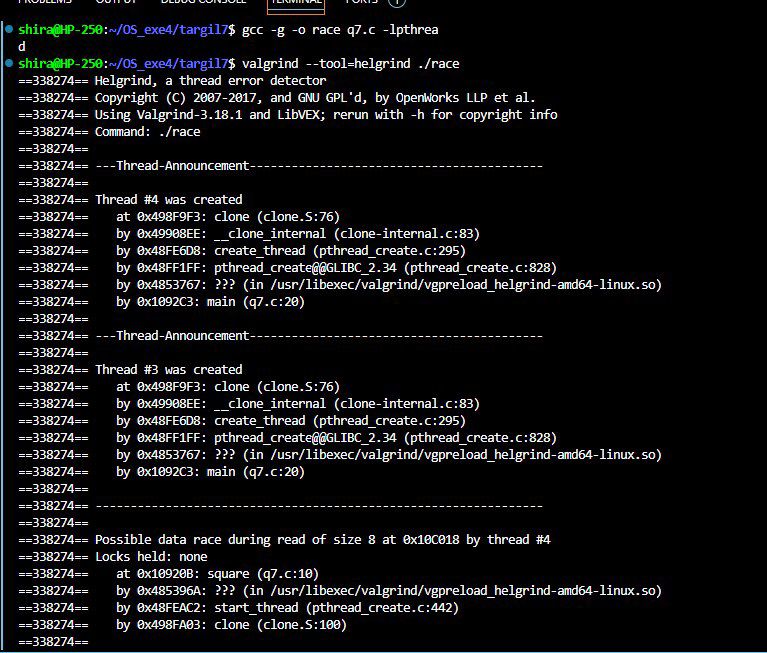 PROBLEMS OUTPUT DEBUG CONSOLE TERMINAL PORTS 1
shira@HP-250:~/OS_exe4/targil7$ gcc -g -o race q7.c -lpthrea
d
shira@HP-250:~/OS_exe4/targil7$ valgrind --tool=helgrind ./race
==338274== Helgrind, a thread error detector
==338274== Copyright (C) 2007-2017, and GNU GPL'd, by OpenWorks LLP et al.
==338274== Using Valgrind-3.18.1 and LibVEX; rerun with -h for copyright info
==338274== Command: ./race
==338274==
==338274== ---Thread-Announcement------------------------------------------
==338274==
==338274== Thread #4 was created
==338274==    at 0x498F9F3: clone (clone.S:76)
==338274==    by 0x49908EE: __clone_internal (clone-internal.c:83)
==338274==    by 0x48FE6D8: create_thread (pthread_create.c:295)
==338274==    by 0x48FF1FF: pthread_create@@GLIBC_2.34 (pthread_create.c:828)
==338274==    by 0x4853767: ??? (in /usr/libexec/valgrind/vgpreload_helgrind-amd64-linux.so)
==338274==    by 0x1092C3: main (q7.c:20)
==338274==
==338274== ---Thread-Announcement------------------------------------------
==338274==
==338274== Thread #3 was created
==338274==    at 0x498F9F3: clone (clone.S:76)
==338274==    by 0x49908EE: __clone_internal (clone-internal.c:83)
==338274==    by 0x48FE6D8: create_thread (pthread_create.c:295)
==338274==    by 0x48FF1FF: pthread_create@@GLIBC_2.34 (pthread_create.c:828)
==338274==    by 0x4853767: ??? (in /usr/libexec/valgrind/vgpreload_helgrind-amd64-linux.so)
==338274==    by 0x1092C3: main (q7.c:20)
==338274==
==338274== ----------------------------------------------------------------
==338274==
==338274== Possible data race during read of size 8 at 0x10C018 by thread #4
==338274== Locks held: none
==338274==    at 0x10920B: square (q7.c:10)
==338274==    by 0x485396A: ??? (in /usr/libexec/valgrind/vgpreload_helgrind-amd64-linux.so)
==338274==    by 0x48FEAC2: start_thread (pthread_create.c:442)
==338274==    by 0x498FA03: clone (clone.S:100)
==338274==